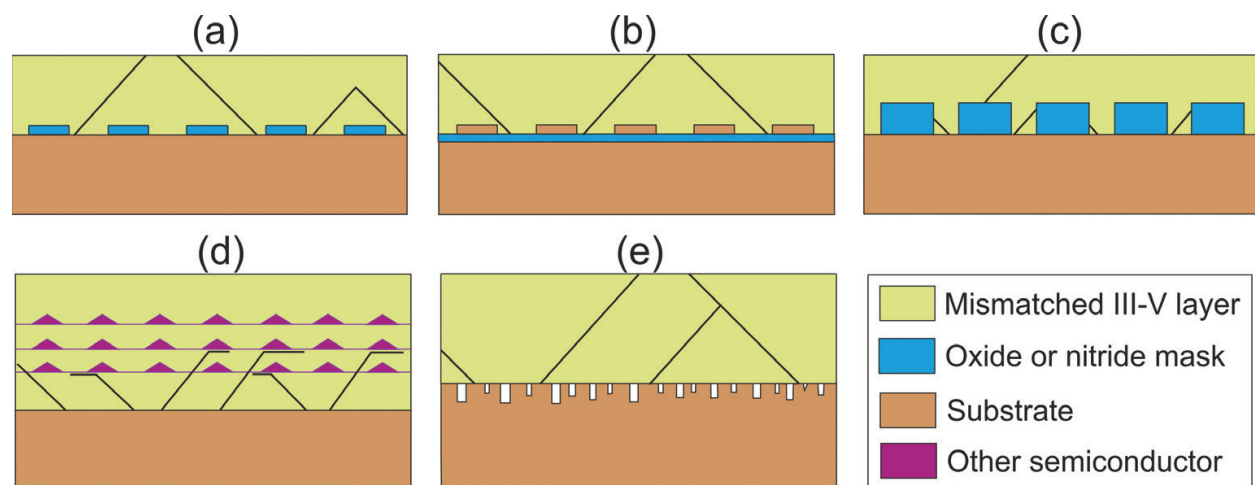 (a)
(b)
(c)
(d)
(e)
Mismatched III-V layer
Oxide or nitride mask
Substrate
Other semiconductor